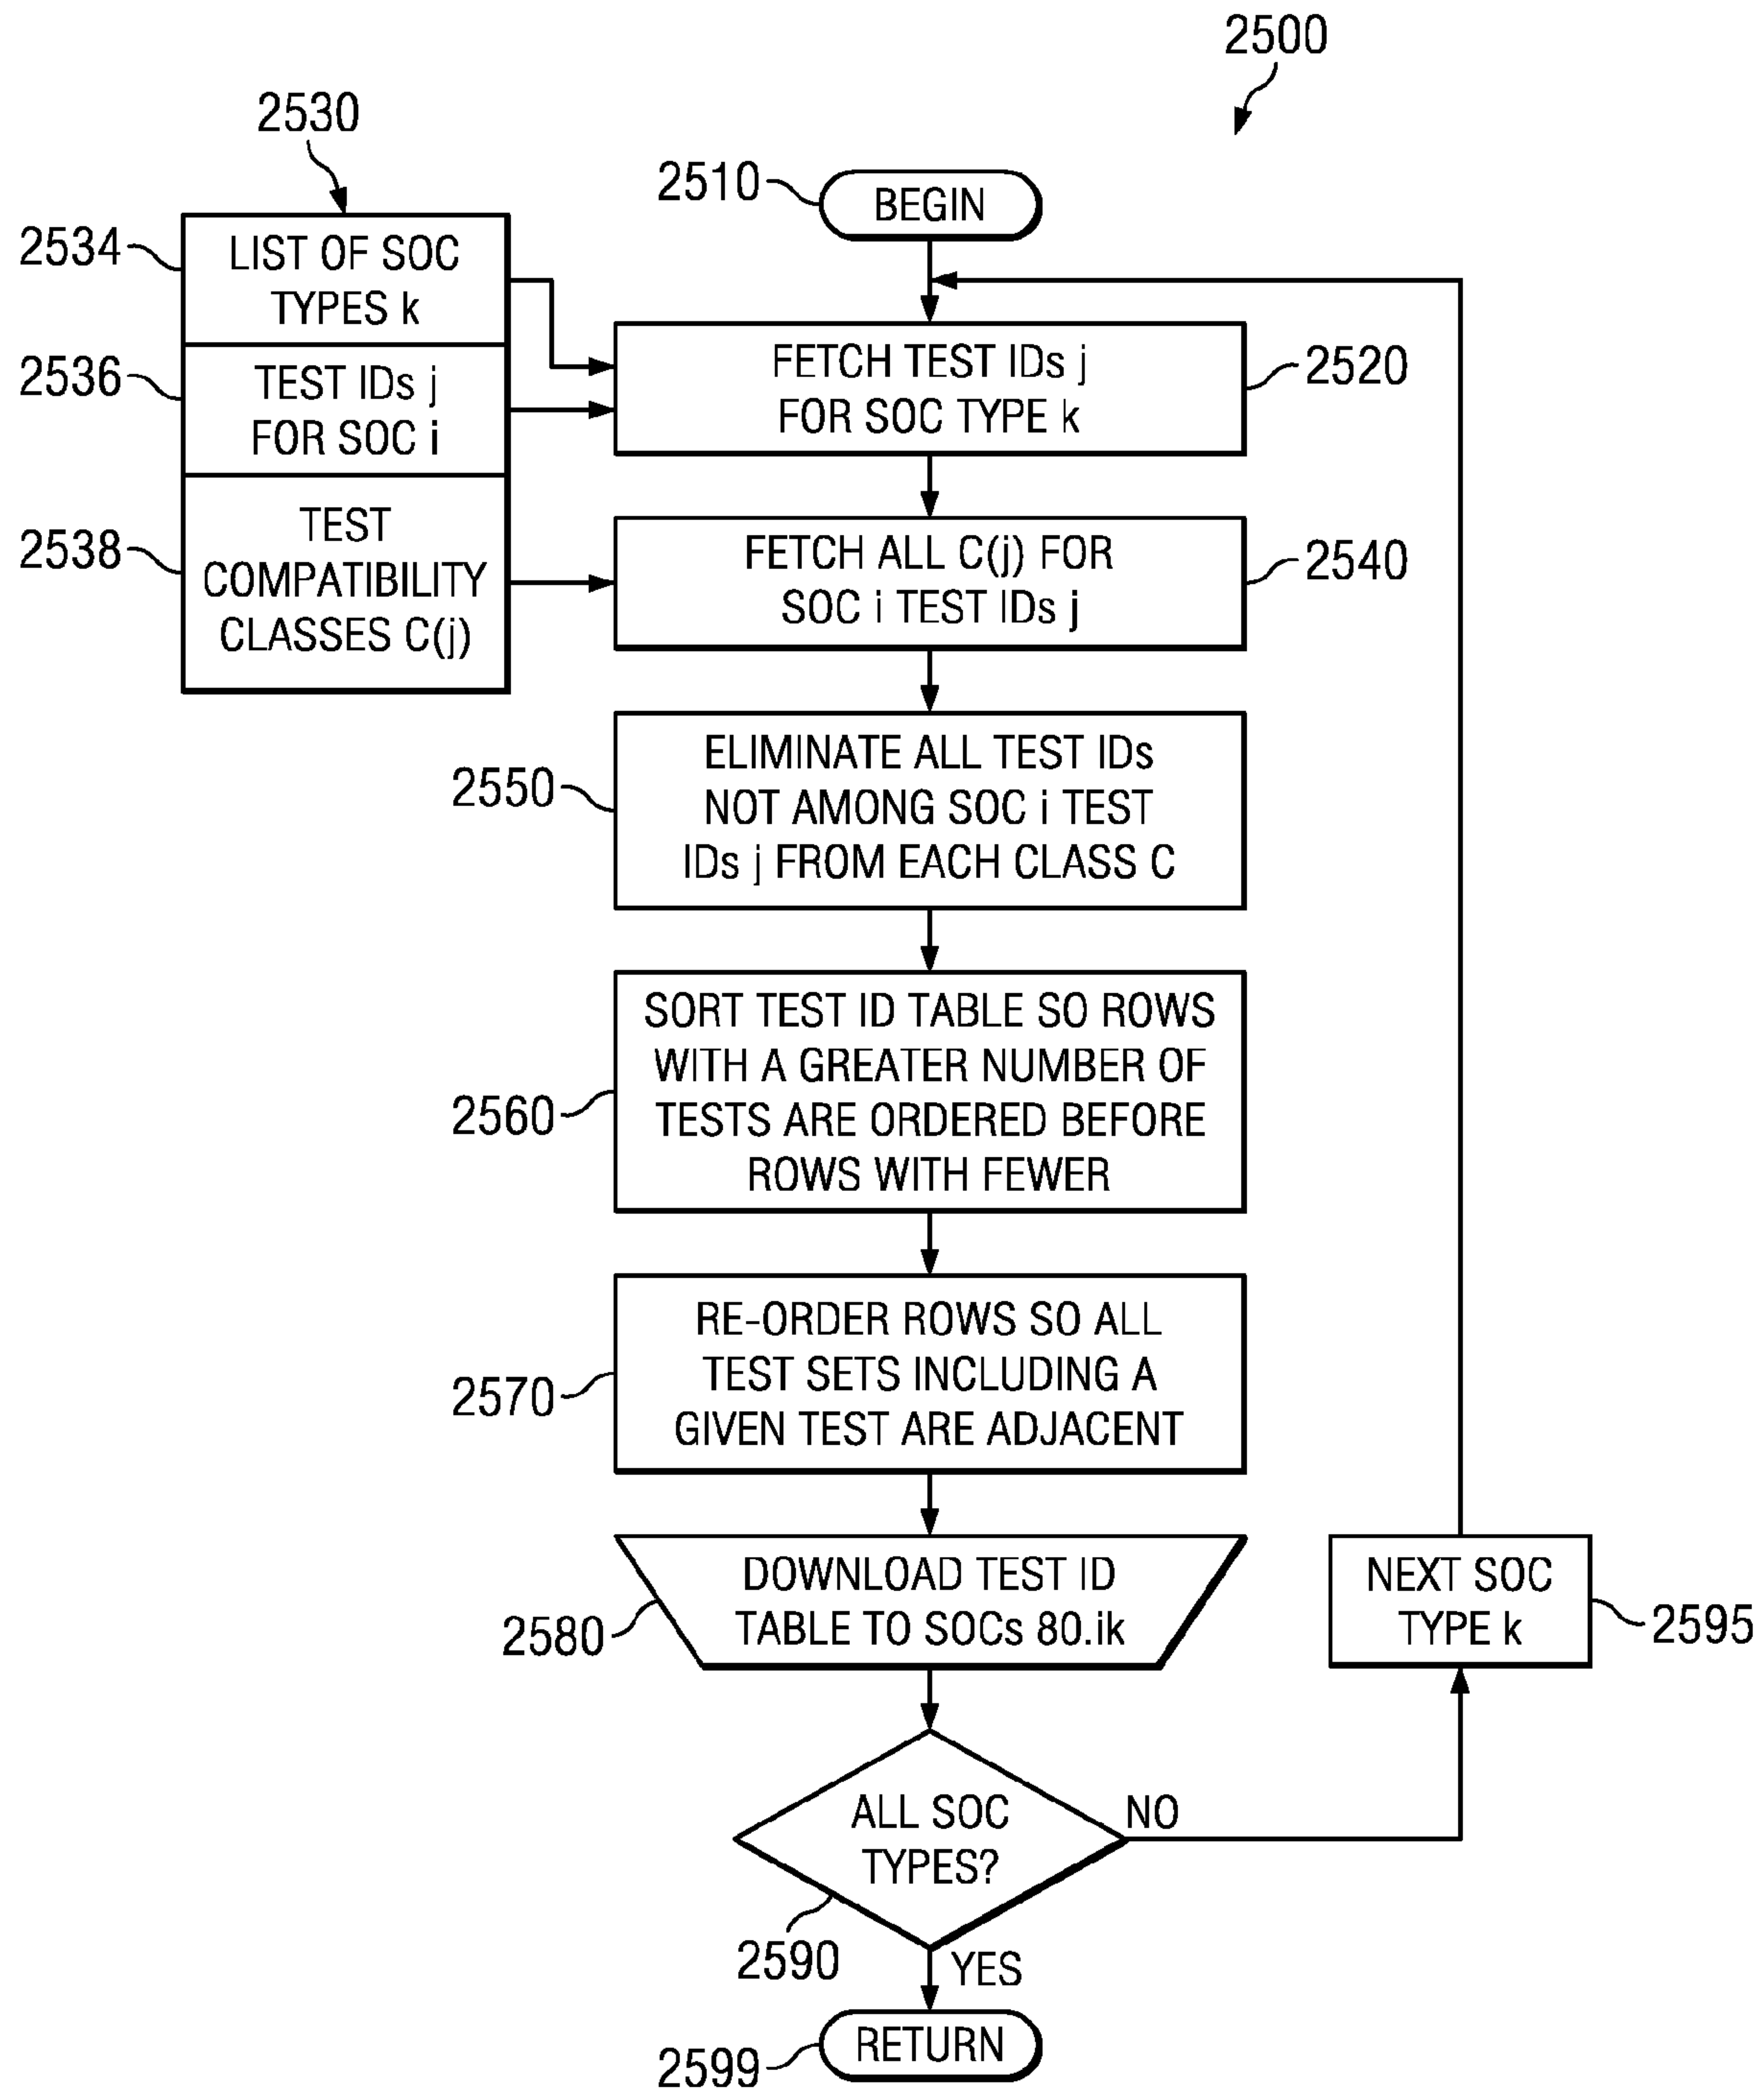 2500
2530
2510
BEGIN
2534
LIST OF SOC
TYPES k
2536
TEST IDs j
FOR SOC i
2538
TEST
COMPATIBILITY
CLASSES C(j)
FETCH TEST IDs j
FOR SOC TYPE k
2520
FETCH ALL C(j) FOR
SOC i TEST IDs j
2540
2550
ELIMINATE ALL TEST IDs
NOT AMONG SOC i TEST
IDs j FROM EACH CLASS C
2560
SORT TEST ID TABLE SO ROWS
WITH A GREATER NUMBER OF
TESTS ARE ORDERED BEFORE
ROWS WITH FEWER
2570
RE-ORDER ROWS SO ALL
TEST SETS INCLUDING A
GIVEN TEST ARE ADJACENT
2580
DOWNLOAD TEST ID
TABLE TO SOCs 80.ik
NEXT SOC
TYPE k
2595
ALL SOC
TYPES?
NO
2590
YES
RETURN
2599